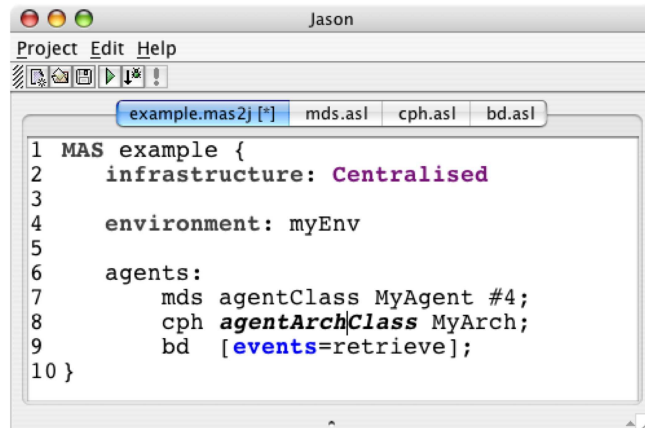 Jason
Project Edit Help
example.mas2j [*] mds.asl cph.asl bd.asl
1 MAS example {
2 infrastructure: Centralised
3
4 environment: myEnv
5
6 agents:
7 mds agentClass MyAgent #4;
8 cph agentArchClass MyArch;
9 bd [events=retrieve];
10 }